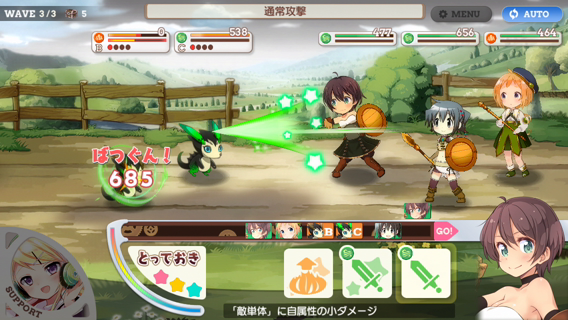 WAVE 3/3 5
通常攻撃
MENU
AUTO
B 0
C 538
477
656
464
ばつぐん!
685
B C
GO!
とっておき
SUPPORT
「敵単体」に自属性の小ダメージ